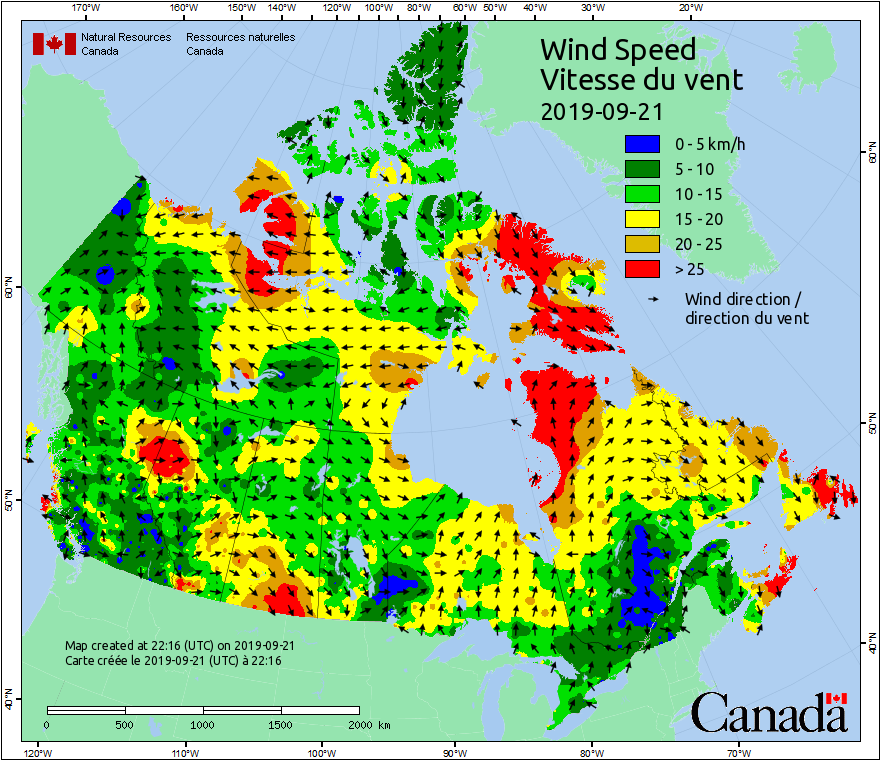 170°W 160°W 150°W 140°W 130°W 120°W 110°W 100°W 80°W 60°W 50°W 40°W 30°W 20°W
Natural Resources Canada
Ressources naturelles Canada
Wind Speed
Vitesse du vent
2019-09-21
0 - 5 km/h
5 - 10
10 - 15
15 - 20
20 - 25
> 25
Wind direction /
direction du vent
60°N
50°N
40°N
60°N
50°N
40°N
Map created at 22:16 (UTC) on 2019-09-21
Carte créée le 2019-09-21 (UTC) à 22:16
0 500 1000 1500 2000 km
Canada
120°W 110°W 100°W 90°W 80°W 70°W